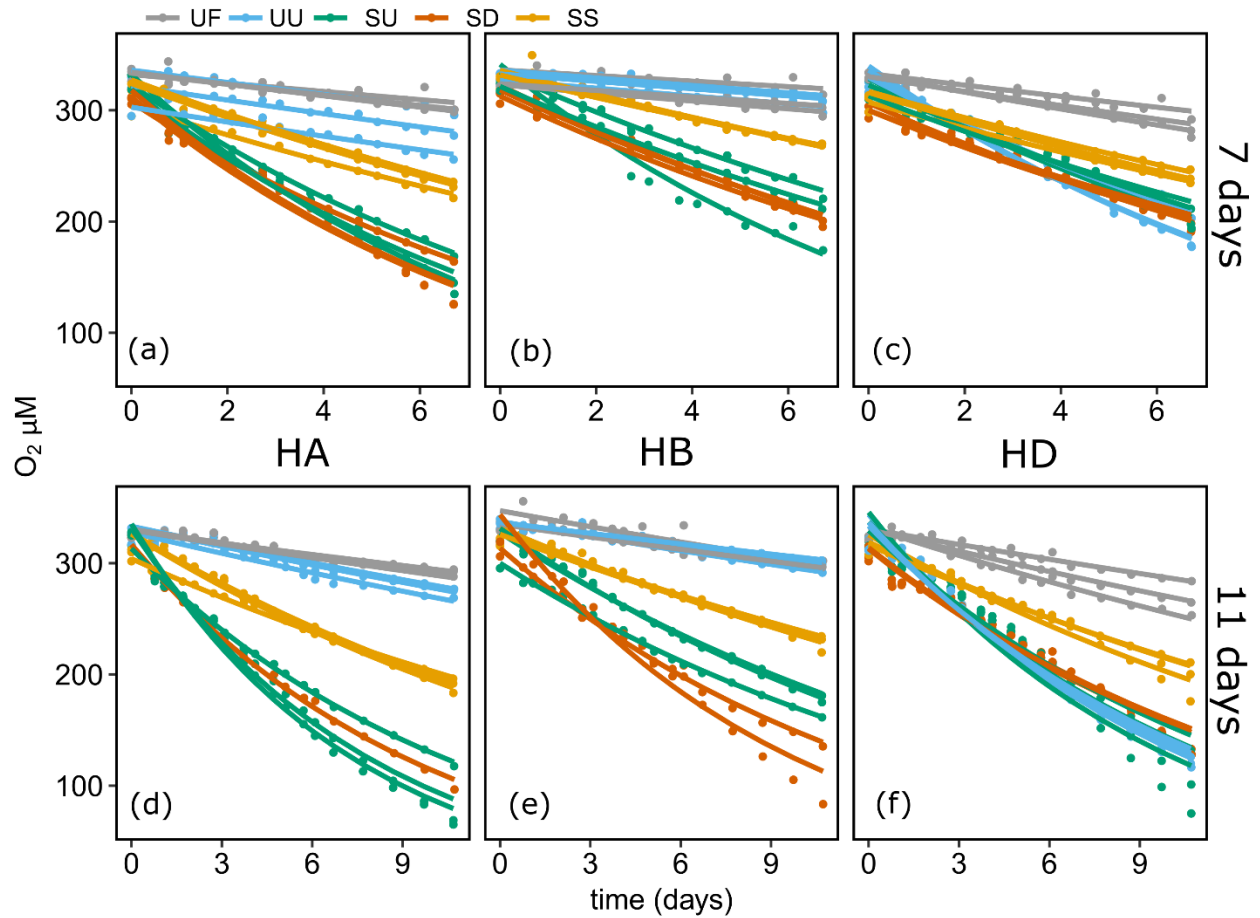 UF UU SU SD SS
300
200
100
(a) (b) (c)
0 2 4 6 0 2 4 6 0 2 4 6
7 days
O₂ µM
HA HB HD
300
200
100
(d) (e) (f)
0 3 6 9 0 3 6 9 0 3 6 9
11 days
time (days)